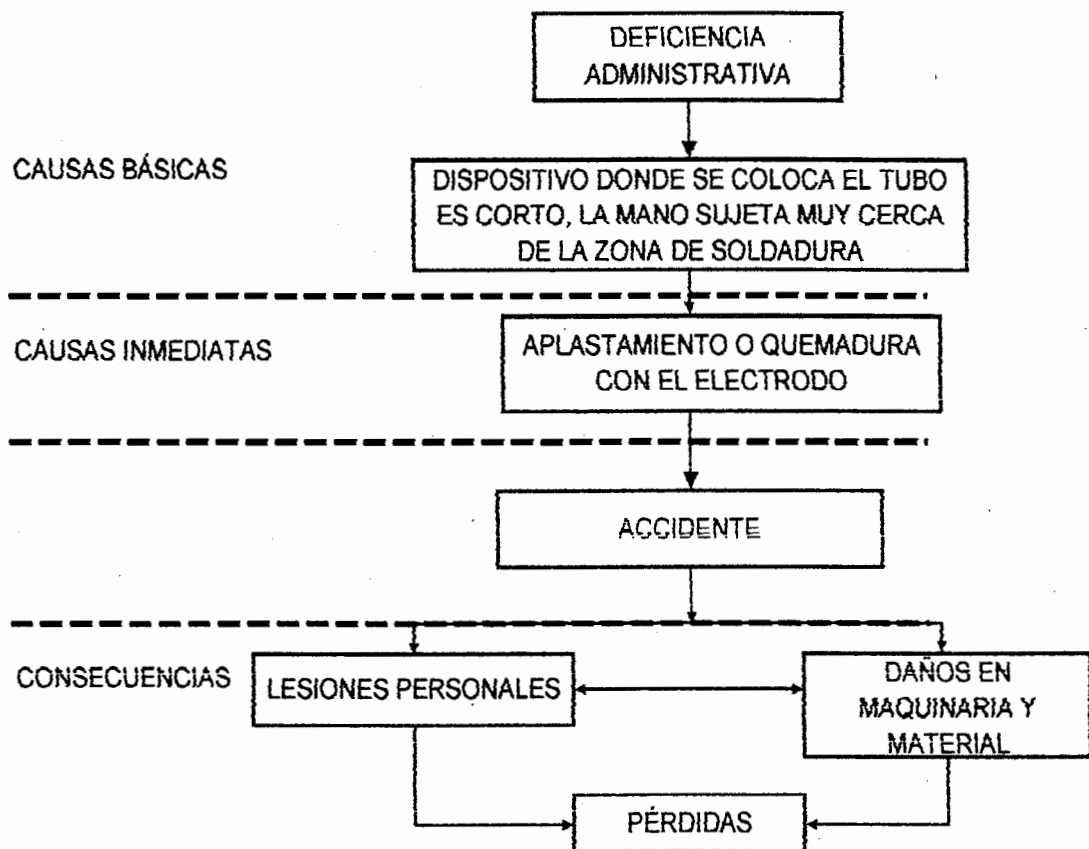 DEFICIENCIA
ADMINISTRATIVA
CAUSAS BÁSICAS
DISPOSITIVO DONDE SE COLOCA EL TUBO
ES CORTO, LA MANO SUJETA MUY CERCA
DE LA ZONA DE SOLDADURA
CAUSAS INMEDIATAS
APLASTAMIENTO O QUEMADURA
CON EL ELECTRODO
ACCIDENTE
CONSECUENCIAS
LESIONES PERSONALES
DAÑOS EN
MAQUINARIA Y
MATERIAL
PÉRDIDAS